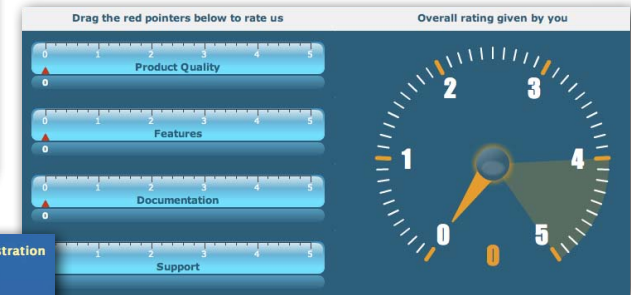 Drag the red pointers below to rate us
Overall rating given by you
0 1 2 3 4 5
Product Quality
0
0 1 2 3 4 5
Features
0
0 1 2 3 4 5
Documentation
0
1 2 3 4 5
Support
0
1
2
3
4
5
0
stration